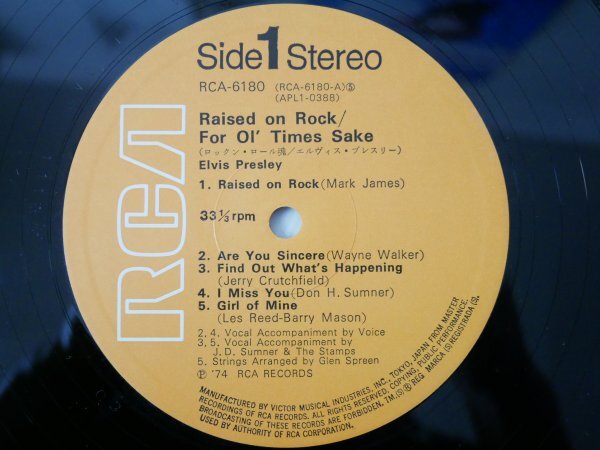 RCA
Side 1 Stereo
RCA-6180 (RCA-6180-A)⑤
(APL1-0388)
Raised on Rock/
For Ol' Times Sake
(ロックン・ロール魂/エルヴィス・プレスリー)
Elvis Presley
1. Raised on Rock(Mark James)
33⅓ rpm
2. Are You Sincere(Wayne Walker)
3. Find Out What's Happening
(Jerry Crutchfield)
4. I Miss You(Don H. Sumner)
5. Girl of Mine
(Les Reed-Barry Mason)
2. 4. Vocal Accompaniment by Voice
3. 5. Vocal Accompaniment by
J.D. Sumner & The Stamps
5. Strings Arranged by Glen Spreen
℗ '74 RCA RECORDS
MANUFACTURED BY VICTOR MUSICAL INDUSTRIES, INC. TOKYO, JAPAN FROM MASTER
RECORDINGS OF RCA RECORDS. ALL RIGHTS RESERVED, COPYING, PUBLIC PERFORMANCE,
BROADCASTING OF THESE RECORDS ARE FORBIDDEN. TM.(S)® REG. MARCA (S) REGISTRADA (S).
USED BY AUTHORITY OF RCA CORPORATION.